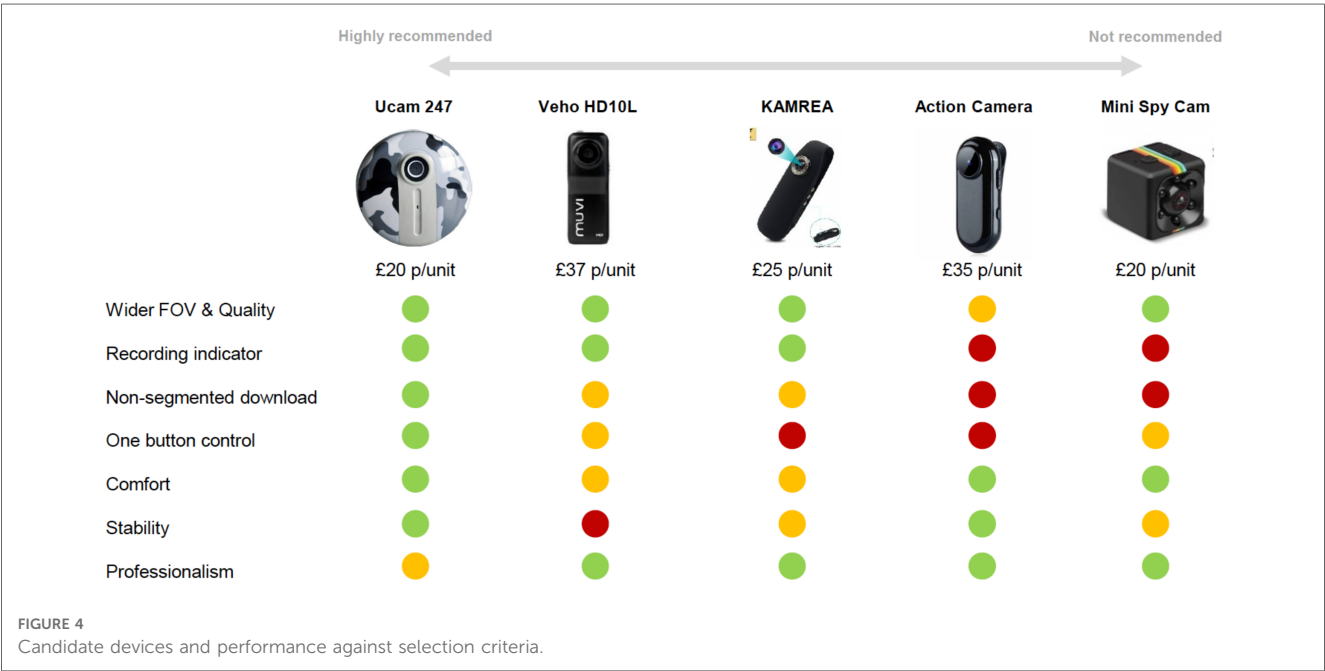 Highly recommended
Not recommended
Ucam 247
Veho HD10L
KAMREA
Action Camera
Mini Spy Cam
muvi
£20 p/unit
£37 p/unit
£25 p/unit
£35 p/unit
£20 p/unit
Wider FOV & Quality
Recording indicator
Non-segmented download
One button control
Comfort
Stability
Professionalism
FIGURE 4
Candidate devices and performance against selection criteria.